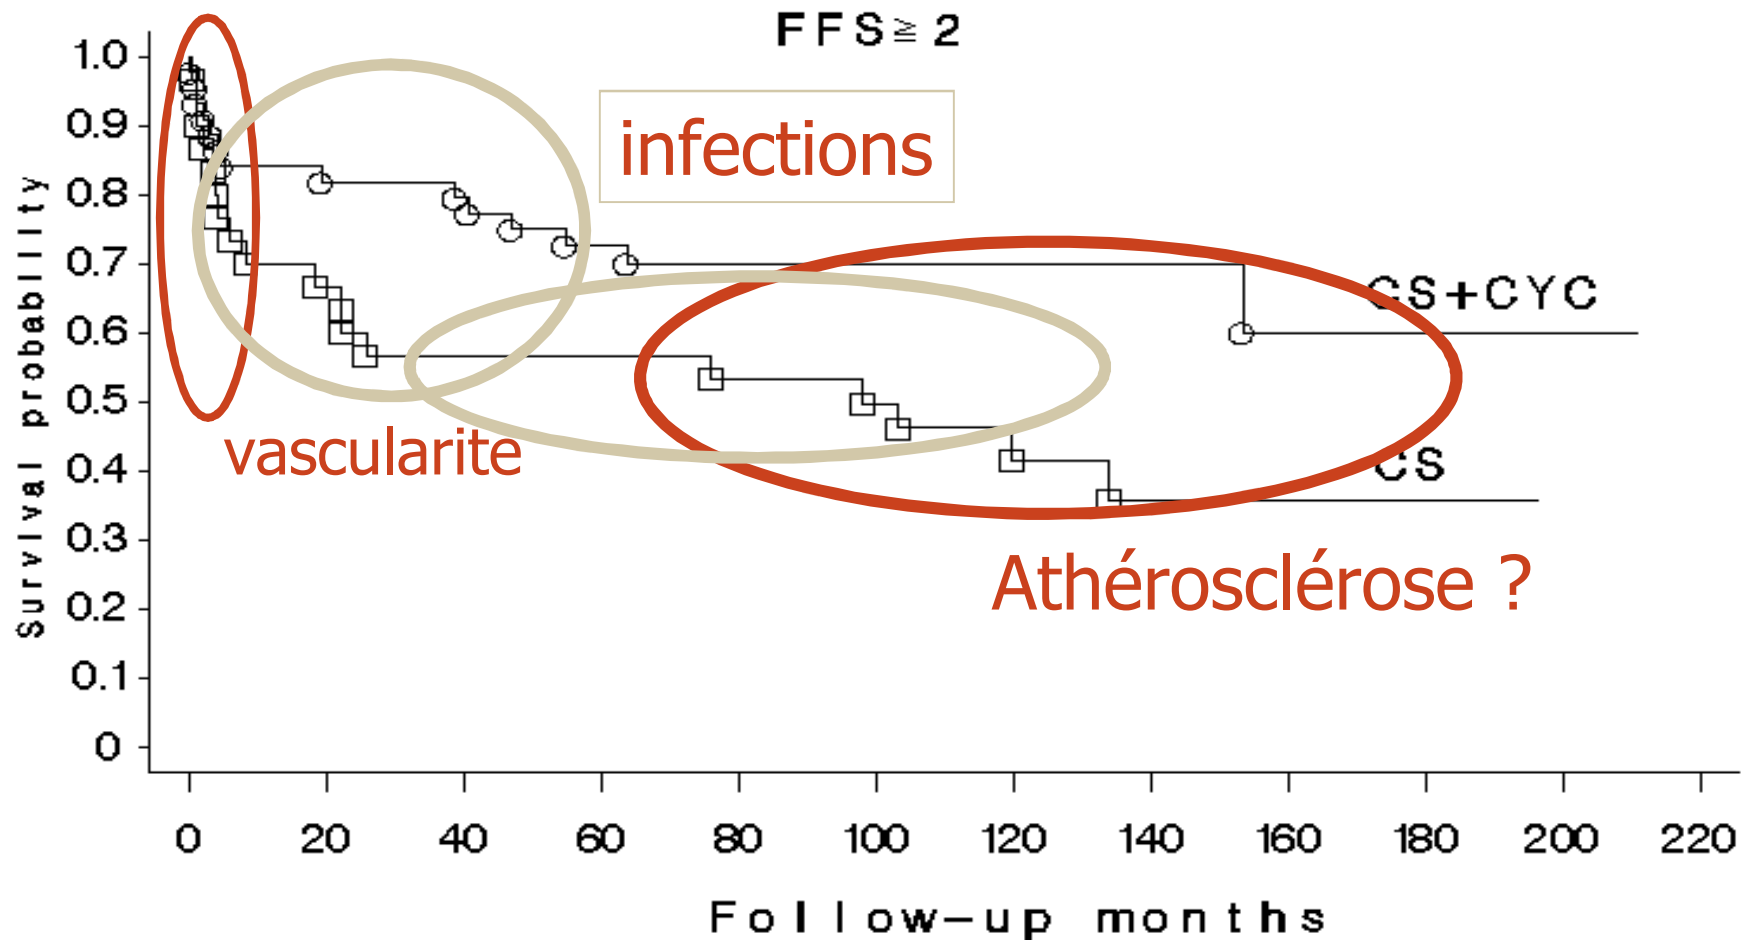 FFS≧ 2
1.0
0.9
0.8
0.7
0.6
0.5
0.4
0.3
0.2
0.1
0
Survival probability
infections
vascularite
CS+CYC
CS
Athérosclérose ?
0 20 40 60 80 100 120 140 160 180 200 220
Follow-up months